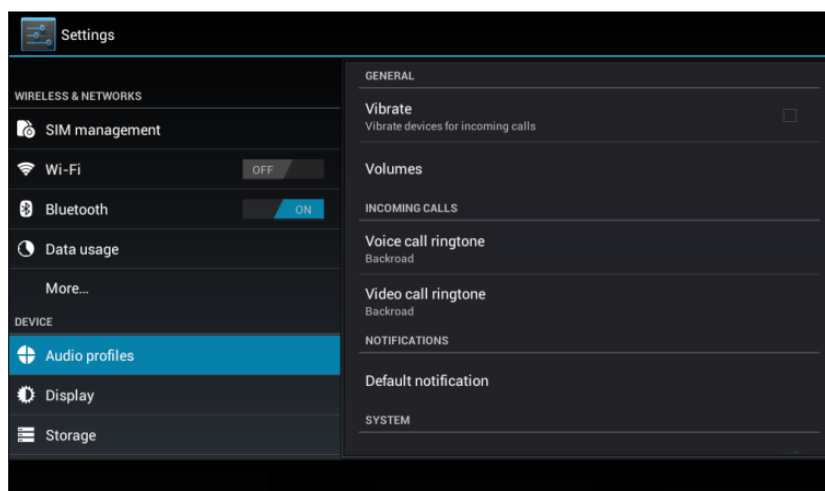 Settings
WIRELESS & NETWORKS
SIM management
Wi-Fi
OFF
Bluetooth
ON
Data usage
More...
DEVICE
Audio profiles
Display
Storage
GENERAL
Vibrate
Vibrate devices for incoming calls
Volumes
INCOMING CALLS
Voice call ringtone
Backroad
Video call ringtone
Backroad
NOTIFICATIONS
Default notification
SYSTEM